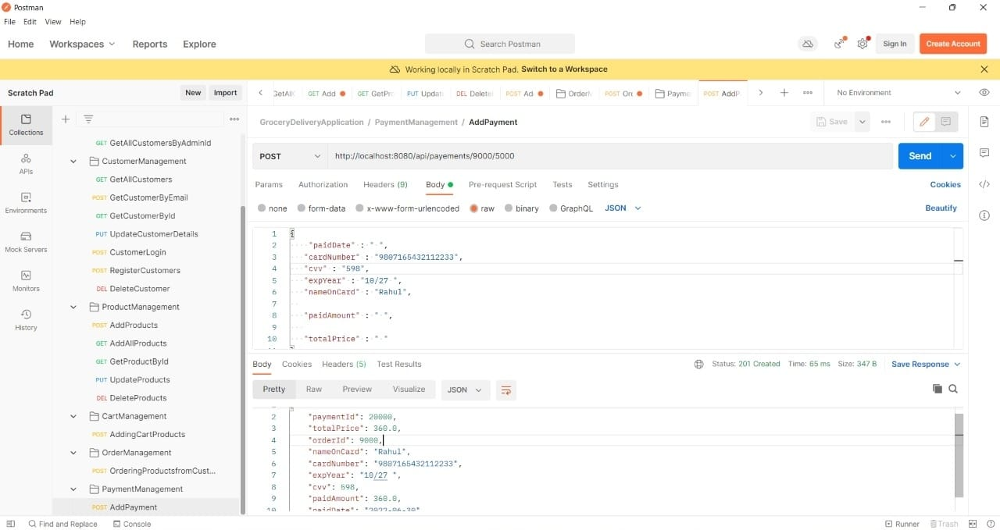 Postman
File Edit View Help
Home Workspaces Reports Explore Search Postman Sign In Create Account
Working locally in Scratch Pad. Switch to a Workspace
Scratch Pad New Import
GET Add GET GetPr PUT Updat DEL Delete POST Ad Order POST Ord Payme POST AddP No Environment
Collections
APIs
Environments
Mock Servers
Monitors
History
GET GetAllCustomersByAdminId
CustomerManagement
GET GetAllCustomers
POST GetCustomerByEmail
GET GetCustomerById
PUT UpdateCustomerDetails
POST CustomerLogin
POST RegisterCustomers
DEL DeleteCustomer
ProductManagement
POST AddProducts
GET AddAllProducts
GET GetProductById
PUT UpdateProducts
DEL DeleteProducts
CartManagement
POST AddingCartProducts
OrderManagement
POST OrderingProductsfromCust...
PaymentManagement
POST AddPayment
GroceryDeliveryApplication / PaymentManagement / AddPayment Save
POST http://localhost:8080/api/payements/9000/5000 Send
Params Authorization Headers (9) Body Pre-request Script Tests Settings Cookies
none form-data x-www-form-urlencoded raw binary GraphQL JSON Beautify
1 {
2 "paidDate" : " ",
3 "cardNumber" : "9807165432112233",
4 "cvv" : "598",
5 "expYear" : "10/27 ",
6 "nameOnCard" : "Rahul",
7
8 "paidAmount" : " ",
9
10 "totalPrice" : " "
Body Cookies Headers (5) Test Results Status: 201 Created Time: 65 ms Size: 347 B Save Response
Pretty Raw Preview Visualize JSON
2 "paymentId": 20000,
3 "totalPrice": 360.0,
4 "orderId": 9000,
5 "nameOnCard": "Rahul",
6 "cardNumber": "9807165432112233",
7 "expYear": "10/27 ",
8 "cvv": 598,
9 "paidAmount": 360.0,
10 "paidDate": "2022-06-30"
Find and Replace Console Runner Trash